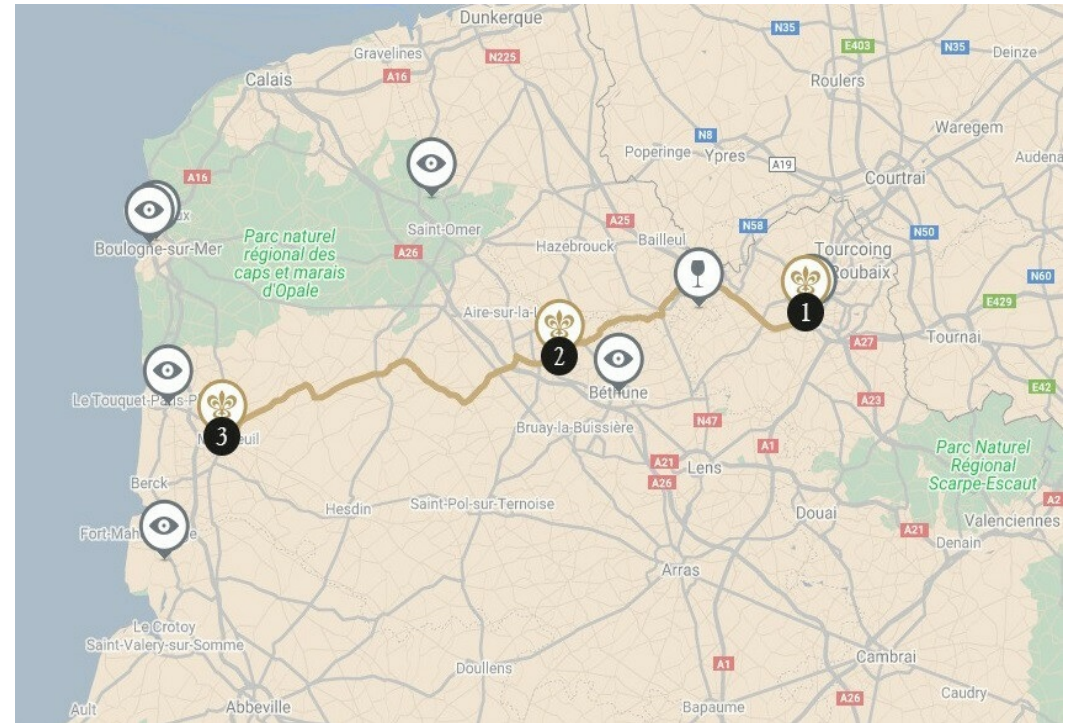 Dunkerque
N35
E403
N35
Gravelines
N225
Deinze
A16
Calais
Roulers
Waregem
N8
Poperinge
Ypres
A19
Audena
A16
Courtrai
Saint-Omer
A25
N58
N50
Boulogne-sur-Mer
Parc naturel
régional des
caps et marais
d'Opale
A26
Hazebrouck
Bailleul
Tourcoing
Roubaix
N60
E429
1
Aire-sur-la-L
Tournai
2
A27
E42
Béthune
Le Touquet-Paris-P
A23
3
Bruay-la-Buissière
N47
A1
Parc Naturel
Régional
Scarpe-Escaut
A21
Lens
A26
Berck
Hesdin
Saint-Pol-sur-Ternoise
Douai
A2
A21
Valenciennes
Denain
Arras
Le Crotoy
Saint-Valery-sur-Somme
Doullens
A1
Cambrai
Ault
Abbeville
Bapaume
A26
Caudry